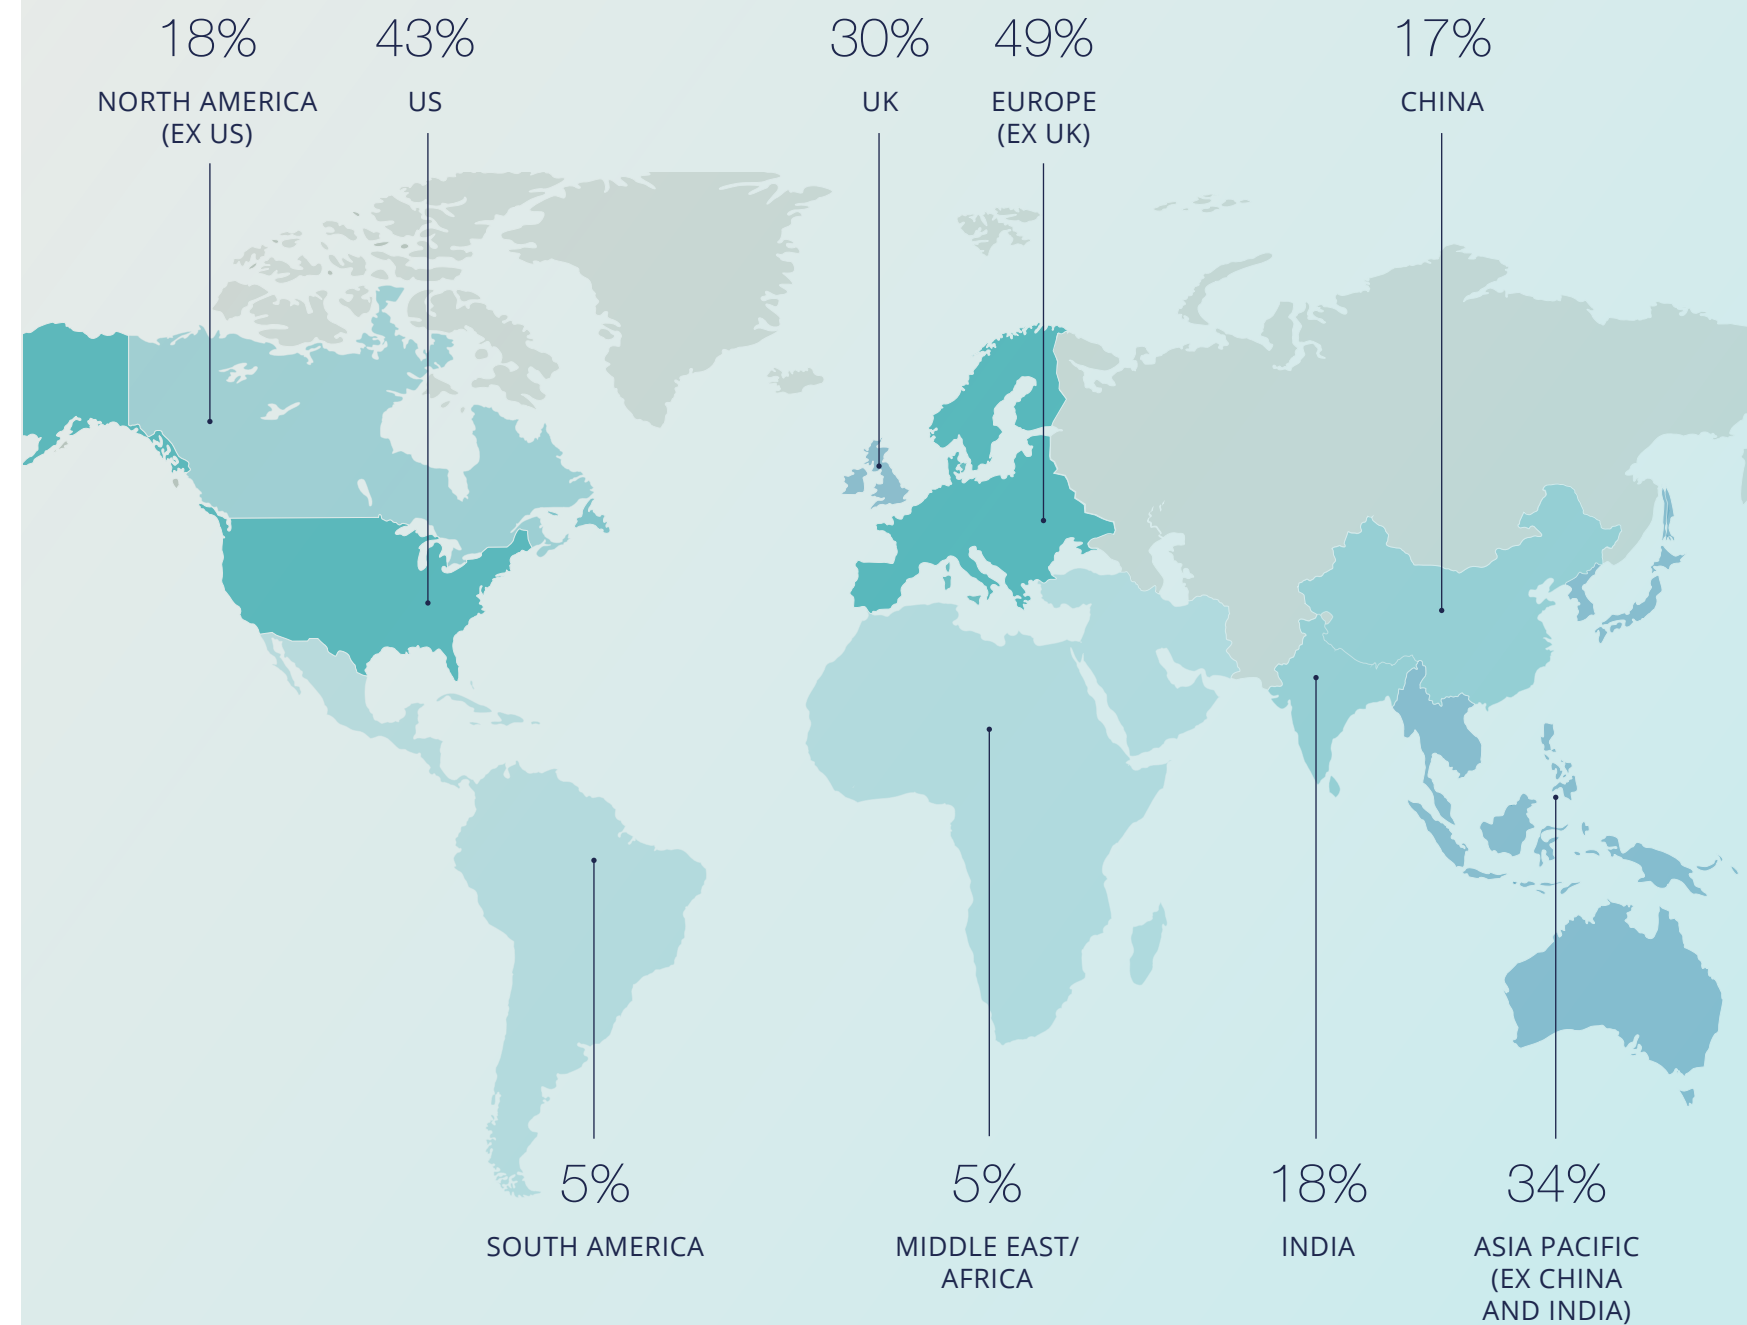 18%
NORTH AMERICA
(EX US)
43%
US
30%
UK
49%
EUROPE
(EX UK)
17%
CHINA
5%
SOUTH AMERICA
5%
MIDDLE EAST/
AFRICA
18%
INDIA
34%
ASIA PACIFIC
(EX CHINA
AND INDIA)